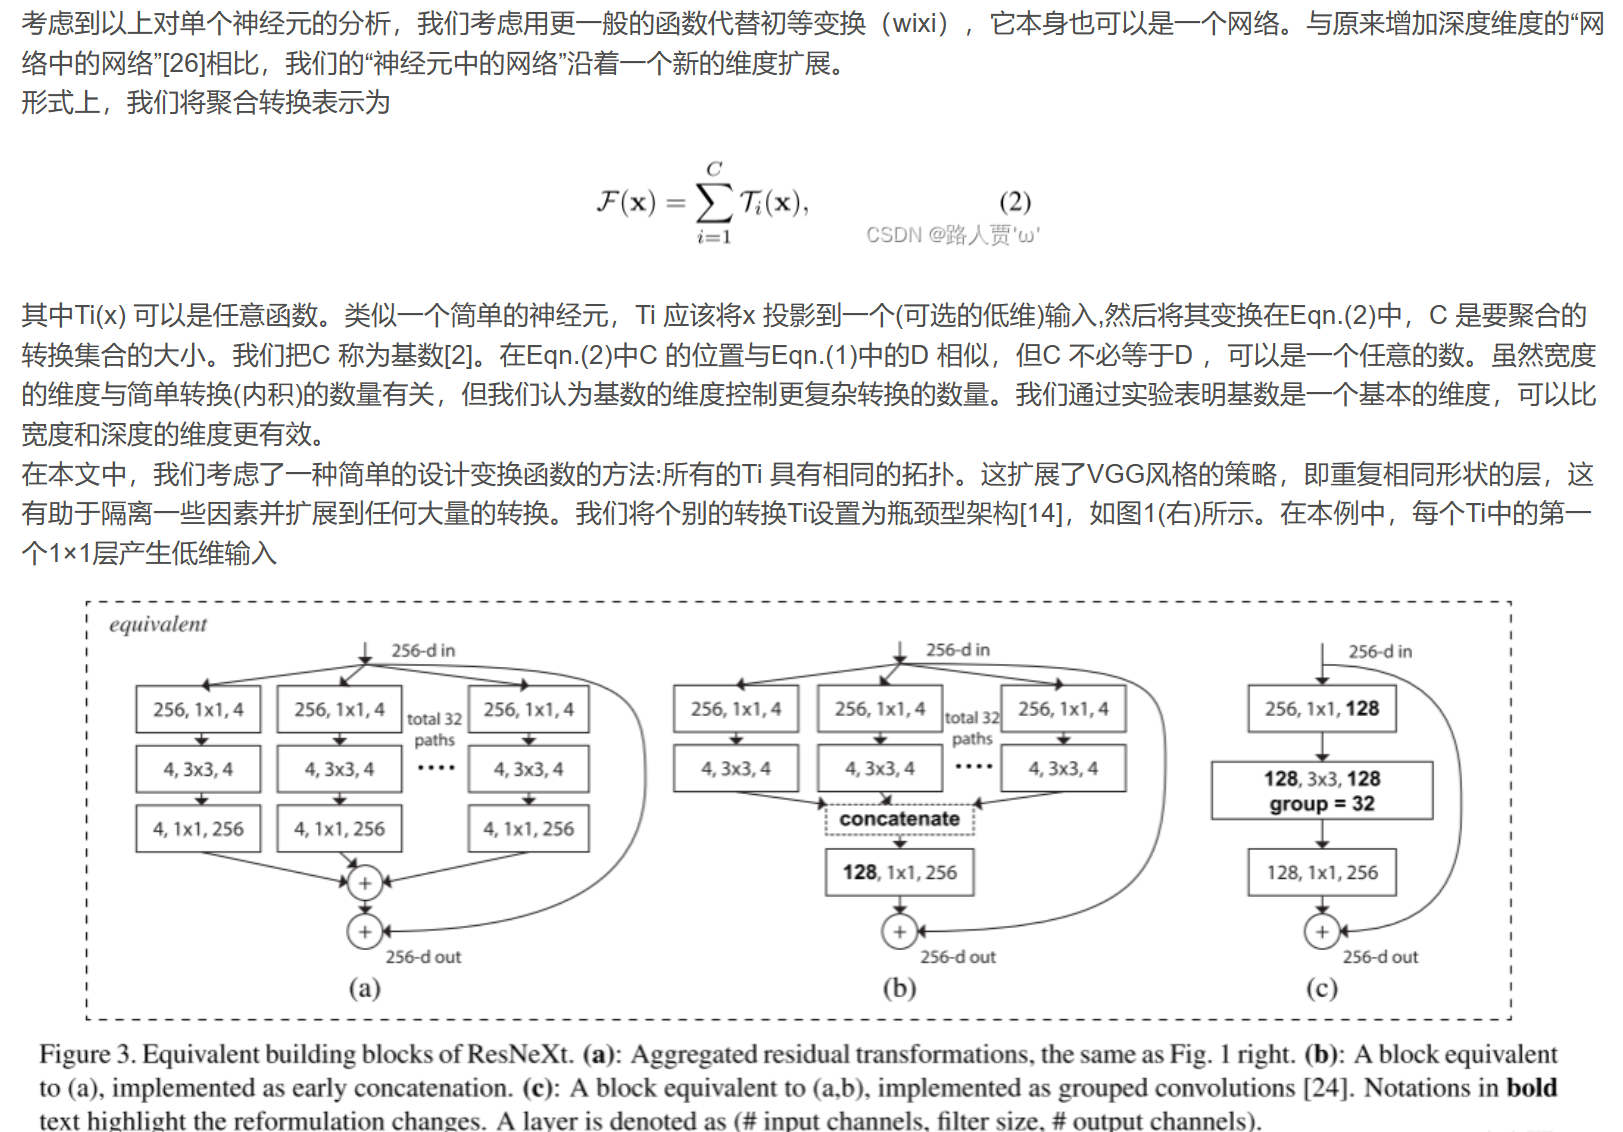 考虑到以上对单个神经元的分析，我们考虑用更一般的函数代替初等变换（wixi），它本身也可以是一个网络。与原来增加深度维度的“网
络中的网络”[26]相比，我们的“神经元中的网络”沿着一个新的维度扩展。
形式上，我们将聚合转换表示为
F(x) = ∑_{i=1}^{C} T_i(x), (2)
CSDN @路人贾'ω'
其中Ti(x) 可以是任意函数。类似一个简单的神经元，Ti 应该将x 投影到一个(可选的低维)输入,然后将其变换在Eqn.(2)中，C 是要聚合的
转换集合的大小。我们把C 称为基数[2]。在Eqn.(2)中C 的位置与Eqn.(1)中的D 相似，但C 不必等于D ，可以是一个任意的数。虽然宽度
的维度与简单转换(内积)的数量有关，但我们认为基数的维度控制更复杂转换的数量。我们通过实验表明基数是一个基本的维度，可以比
宽度和深度的维度更有效。
在本文中，我们考虑了一种简单的设计变换函数的方法:所有的Ti 具有相同的拓扑。这扩展了VGG风格的策略，即重复相同形状的层，这
有助于隔离一些因素并扩展到任何大量的转换。我们将个别的转换Ti设置为瓶颈型架构[14]，如图1(右)所示。在本例中，每个Ti中的第一
个1×1层产生低维输入
equivalent
256-d in
256, 1x1, 4
256, 1x1, 4
total 32
paths
256, 1x1, 4
4, 3x3, 4
4, 3x3, 4
....
4, 3x3, 4
4, 1x1, 256
4, 1x1, 256
4, 1x1, 256
+
+
256-d out
(a)
256-d in
256, 1x1, 4
256, 1x1, 4
total 32
paths
256, 1x1, 4
4, 3x3, 4
4, 3x3, 4
....
4, 3x3, 4
concatenate
128, 1x1, 256
+
256-d out
(b)
256-d in
256, 1x1, 128
128, 3x3, 128
group = 32
128, 1x1, 256
+
256-d out
(c)
Figure 3. Equivalent building blocks of ResNeXt. (a): Aggregated residual transformations, the same as Fig. 1 right. (b): A block equivalent
to (a), implemented as early concatenation. (c): A block equivalent to (a,b), implemented as grouped convolutions [24]. Notations in bold
text highlight the reformulation changes. A layer is denoted as (# input channels, filter size, # output channels).